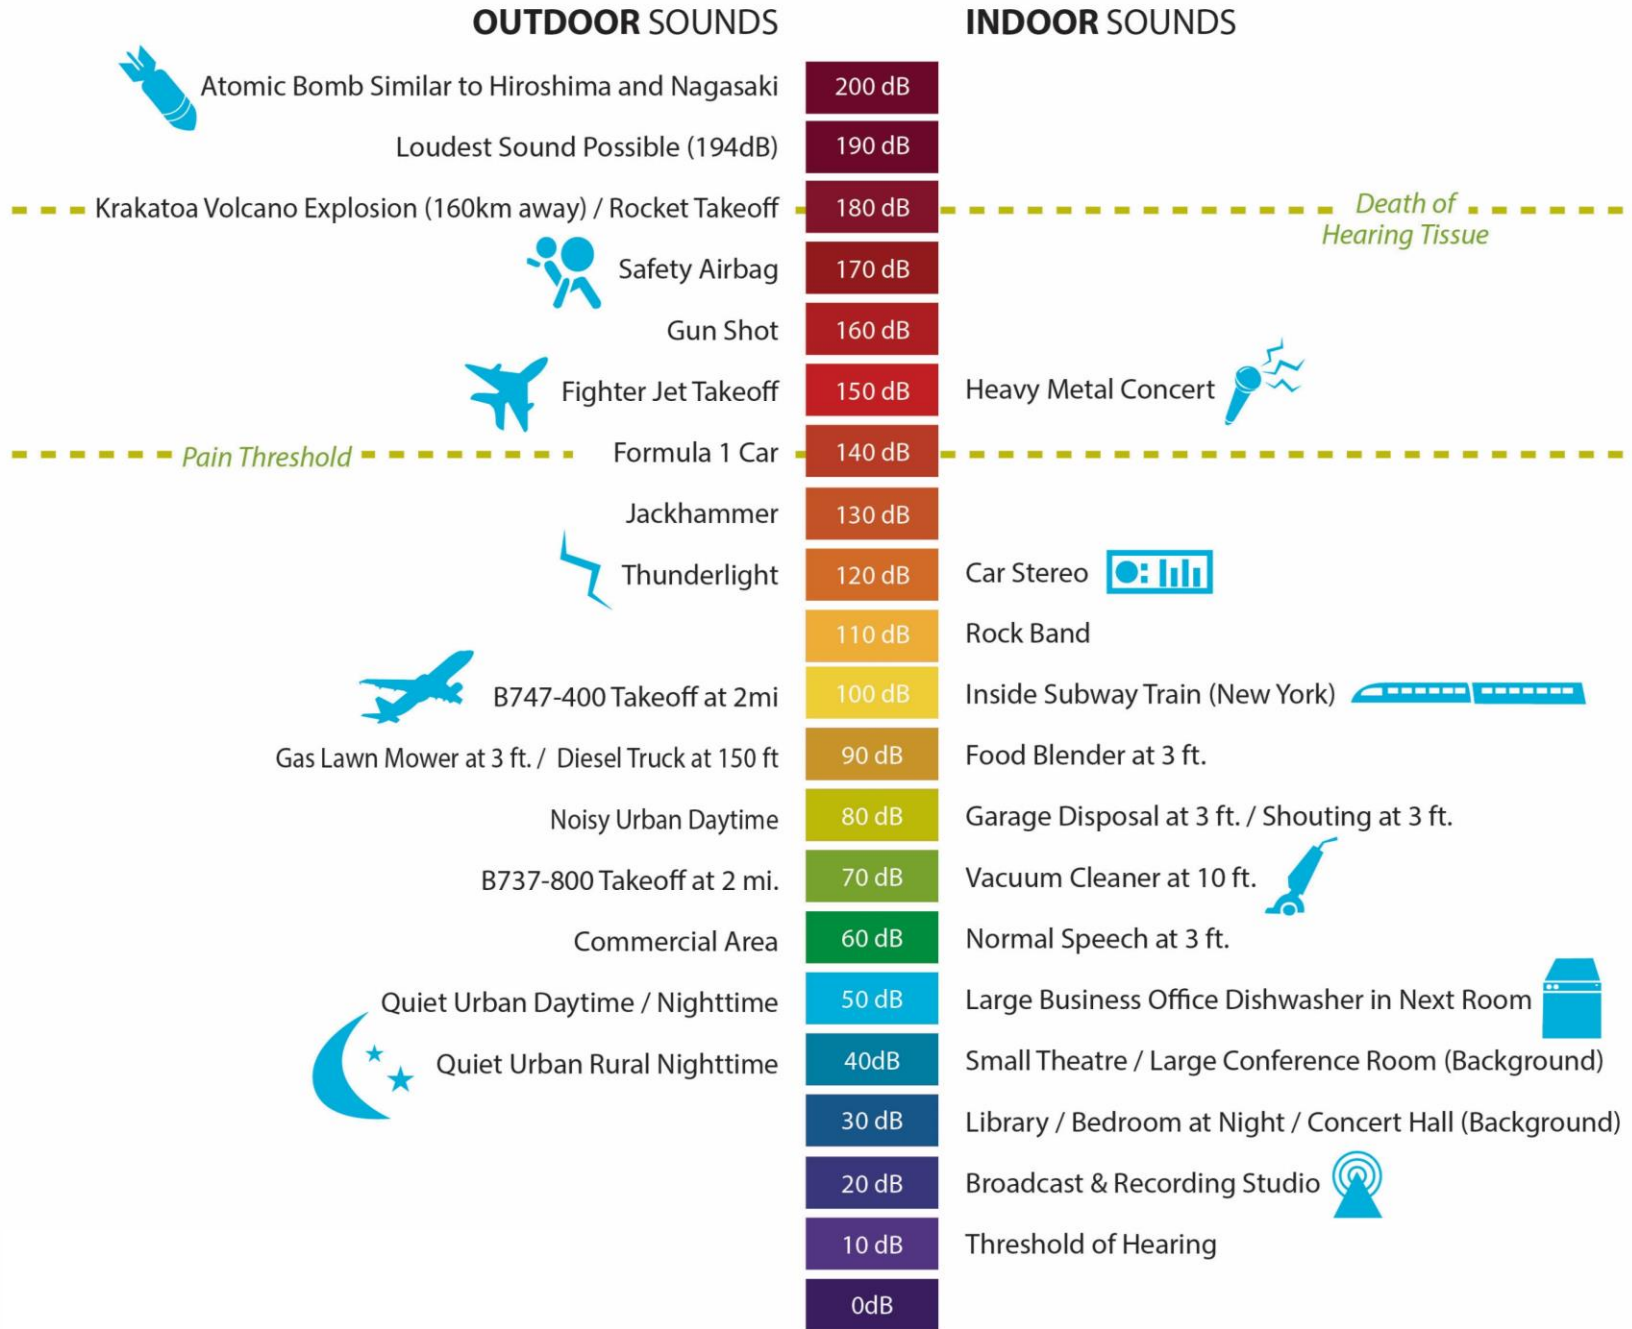 OUTDOOR SOUNDS INDOOR SOUNDS
Atomic Bomb Similar to Hiroshima and Nagasaki 200 dB
Loudest Sound Possible (194dB) 190 dB
Krakatoa Volcano Explosion (160km away) / Rocket Takeoff 180 dB Death of
Hearing Tissue
Safety Airbag 170 dB
Gun Shot 160 dB
Fighter Jet Takeoff 150 dB Heavy Metal Concert
Pain Threshold Formula 1 Car 140 dB
Jackhammer 130 dB
Thunderlight 120 dB Car Stereo
110 dB Rock Band
B747-400 Takeoff at 2mi 100 dB Inside Subway Train (New York)
Gas Lawn Mower at 3 ft. / Diesel Truck at 150 ft 90 dB Food Blender at 3 ft.
Noisy Urban Daytime 80 dB Garage Disposal at 3 ft. / Shouting at 3 ft.
B737-800 Takeoff at 2 mi. 70 dB Vacuum Cleaner at 10 ft.
Commercial Area 60 dB Normal Speech at 3 ft.
Quiet Urban Daytime / Nighttime 50 dB Large Business Office Dishwasher in Next Room
Quiet Urban Rural Nighttime 40dB Small Theatre / Large Conference Room (Background)
30 dB Library / Bedroom at Night / Concert Hall (Background)
20 dB Broadcast & Recording Studio
10 dB Threshold of Hearing
0dB